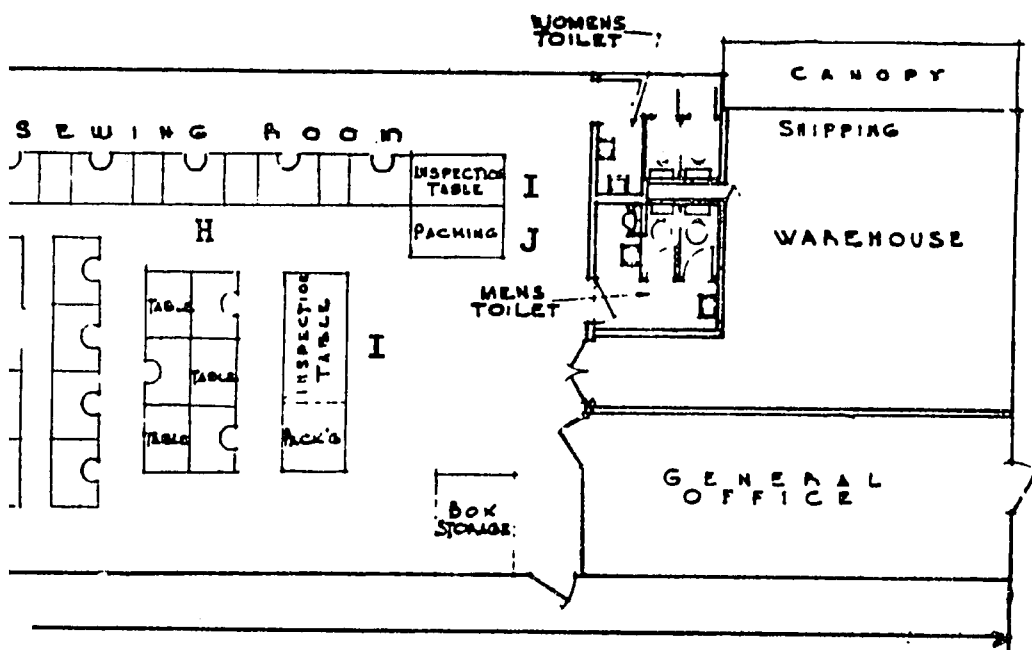 WOMENS
TOILET
CANOPY
SEWING ROOM
SHIPPING
INSPECTION
TABLE
I
H
PACKING
J
WAREHOUSE
MENS
TOILET
TABLE
INSPECTION
TABLE
I
TABLE
TABLE
PACK'G
GENERAL
OFFICE
BOX
STORAGE